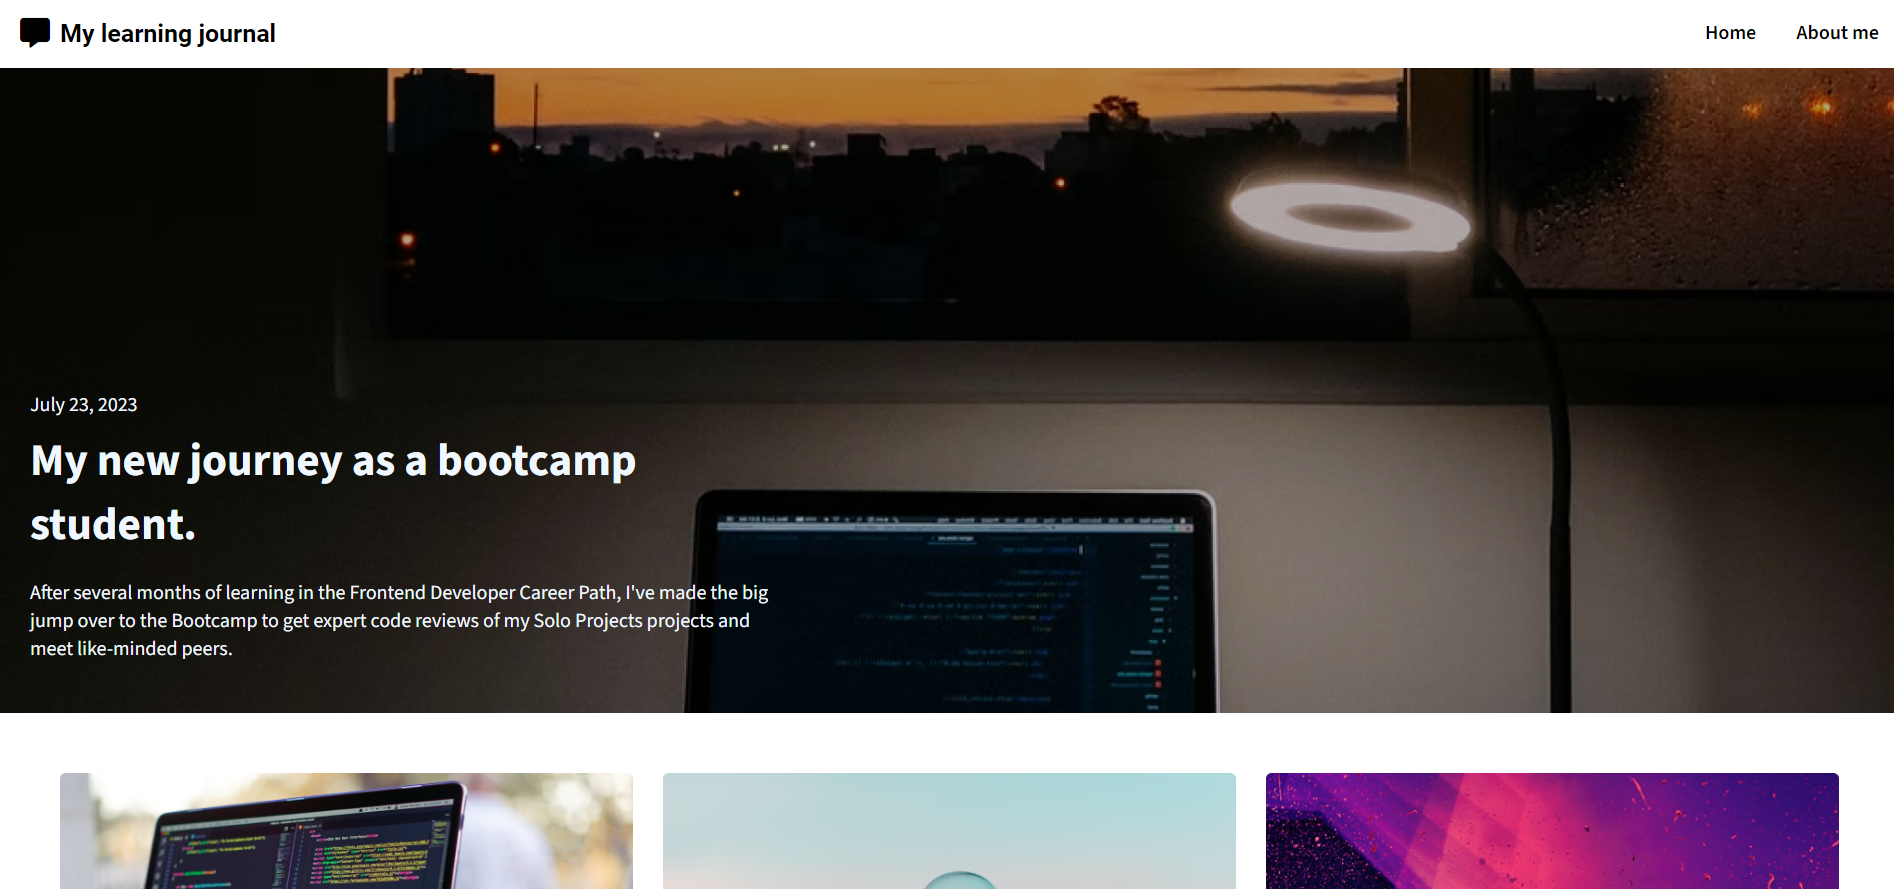 My learning journal
Home
About me
July 23, 2023
My new journey as a bootcamp
student.
After several months of learning in the Frontend Developer Career Path, I've made the big
jump over to the Bootcamp to get expert code reviews of my Solo Projects projects and
meet like-minded peers.